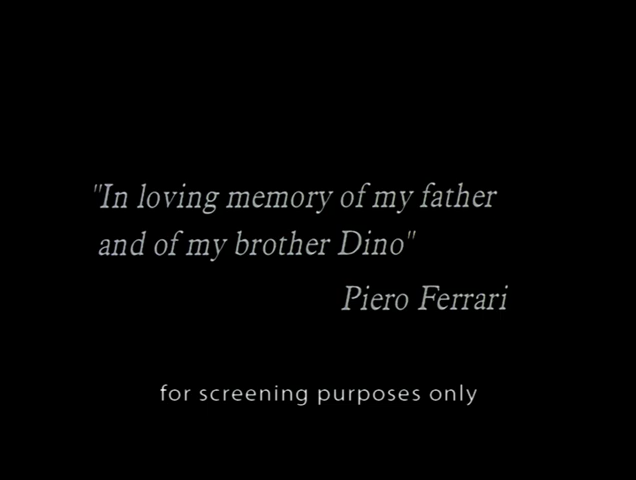 "In loving memory of my father
and of my brother Dino"
Piero Ferrari
for screening purposes only